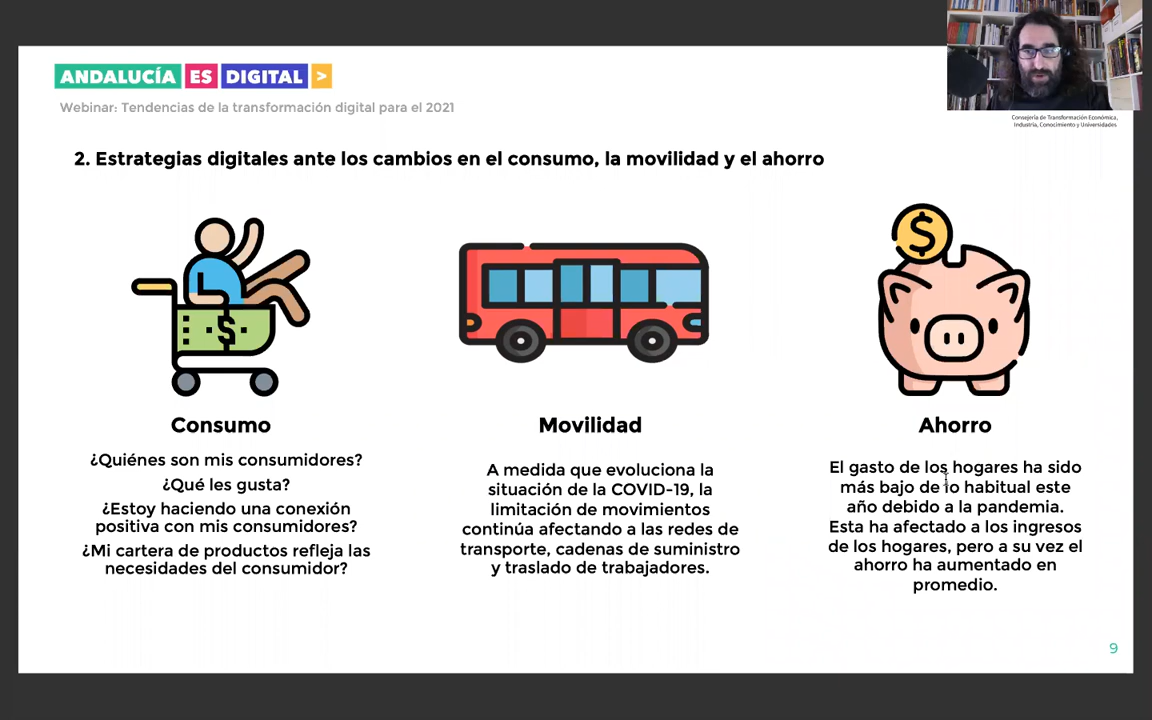 ANDALUCÍA ES DIGITAL >
Webinar: Tendencias de la transformación digital para el 2021
Consejería de Transformación Económica,
Industria, Conocimiento y Universidades
2. Estrategias digitales ante los cambios en el consumo, la movilidad y el ahorro
$
$
Consumo
¿Quiénes son mis consumidores?
¿Qué les gusta?
¿Estoy haciendo una conexión
positiva con mis consumidores?
¿Mi cartera de productos refleja las
necesidades del consumidor?
Movilidad
A medida que evoluciona la
situación de la COVID-19, la
limitación de movimientos
continúa afectando a las redes de
transporte, cadenas de suministro
y traslado de trabajadores.
Ahorro
El gasto de los hogares ha sido
más bajo de lo habitual este
año debido a la pandemia.
Esta ha afectado a los ingresos
de los hogares, pero a su vez el
ahorro ha aumentado en
promedio.
9